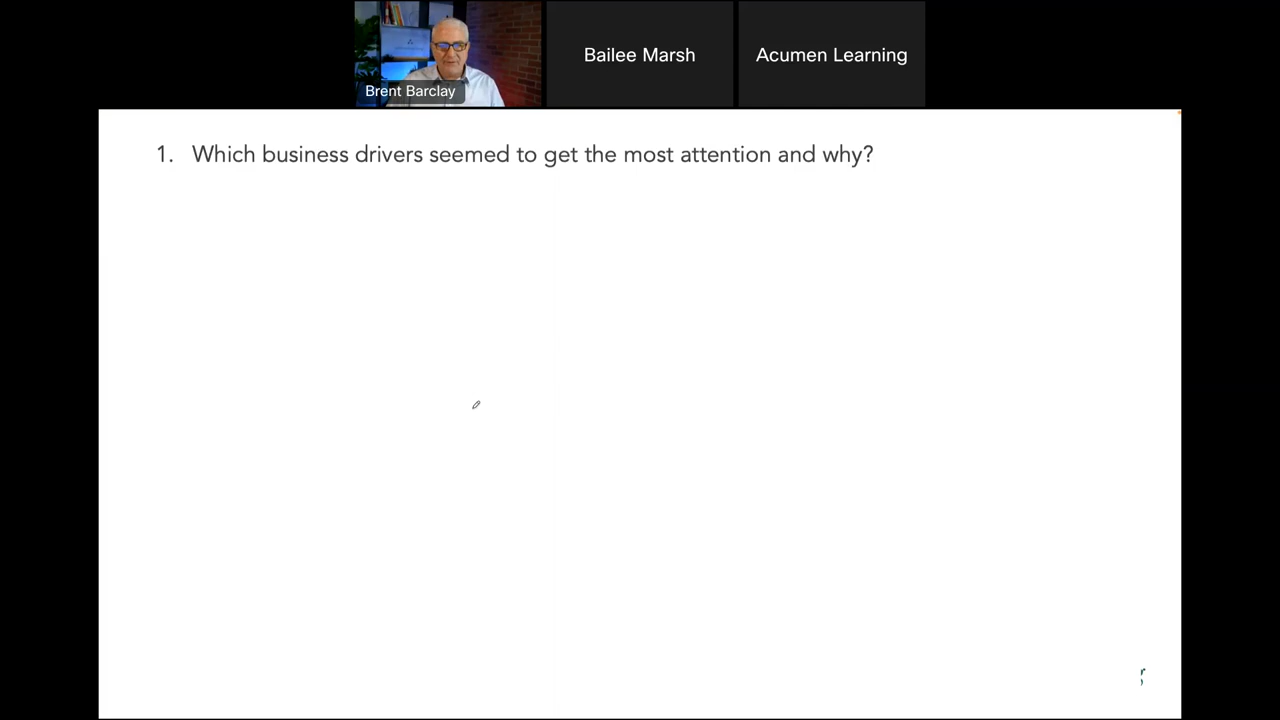 Brent Barclay
Bailee Marsh
Acumen Learning
1. Which business drivers seemed to get the most attention and why?